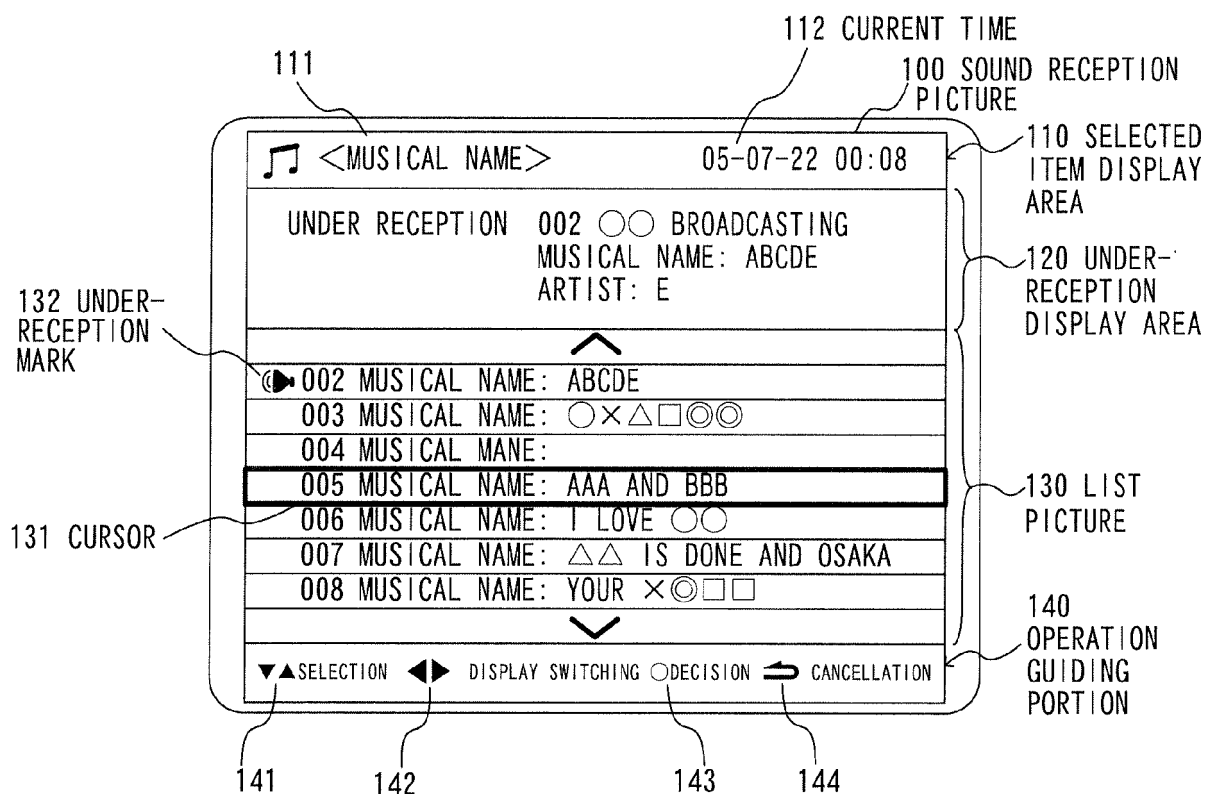 112 CURRENT TIME
111
100 SOUND RECEPTION
PICTURE
<MUSICAL NAME>
05-07-22 00:08
110 SELECTED
ITEM DISPLAY
AREA
UNDER RECEPTION 002 ○○ BROADCASTING
MUSICAL NAME: ABCDE
ARTIST: E
120 UNDER-
RECEPTION
DISPLAY AREA
132 UNDER-
RECEPTION
MARK
002 MUSICAL NAME: ABCDE
003 MUSICAL NAME: ○×△□◎◎
004 MUSICAL MANE:
005 MUSICAL NAME: AAA AND BBB
006 MUSICAL NAME: I LOVE ○○
007 MUSICAL NAME: △△ IS DONE AND OSAKA
008 MUSICAL NAME: YOUR ×◎□□
130 LIST
PICTURE
131 CURSOR
▼▲SELECTION ◀▶ DISPLAY SWITCHING ○DECISION CANCELLATION
140
OPERATION
GUIDING
PORTION
141
142
143
144